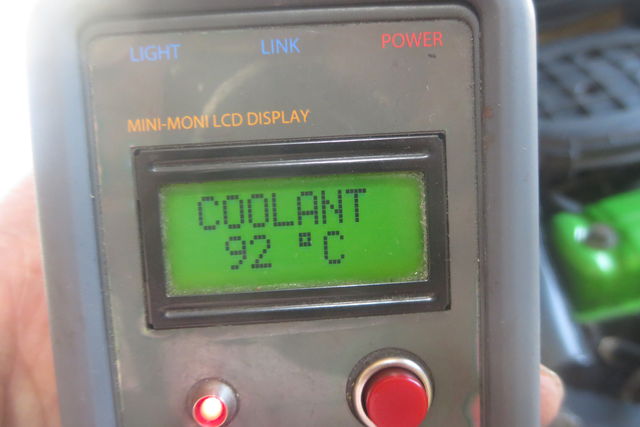 LIGHT LINK POWER
MINI-MONI LCD DISPLAY
COOLANT
92 °C